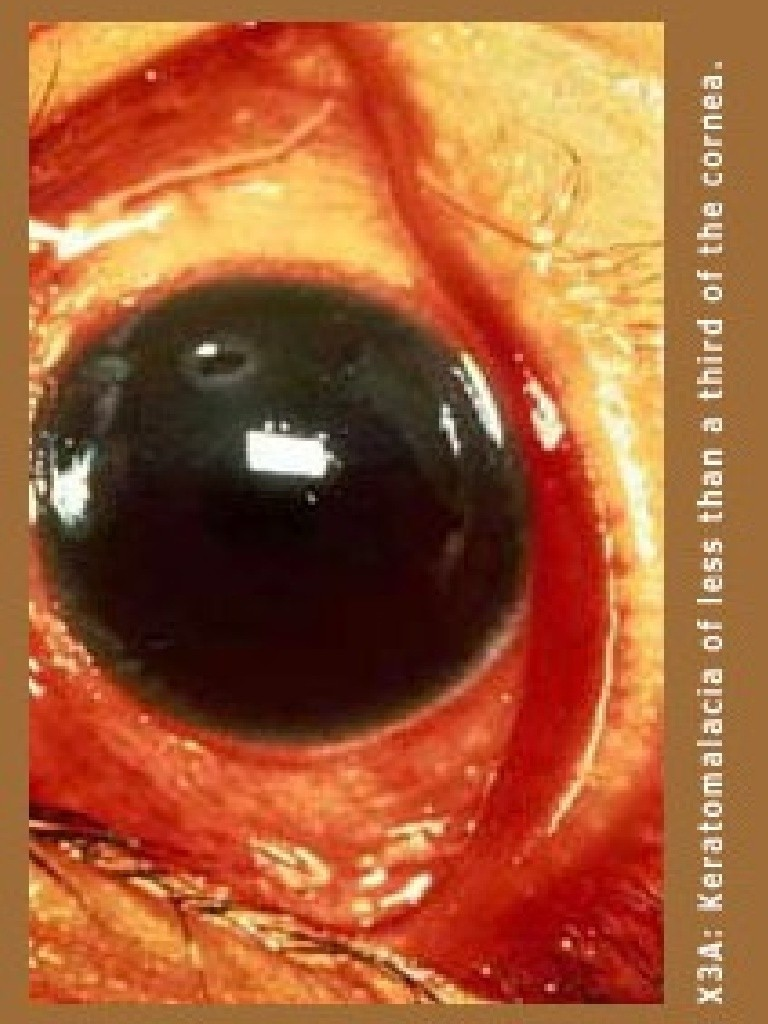 X3A: Keratomalacia of less than a third of the cornea.